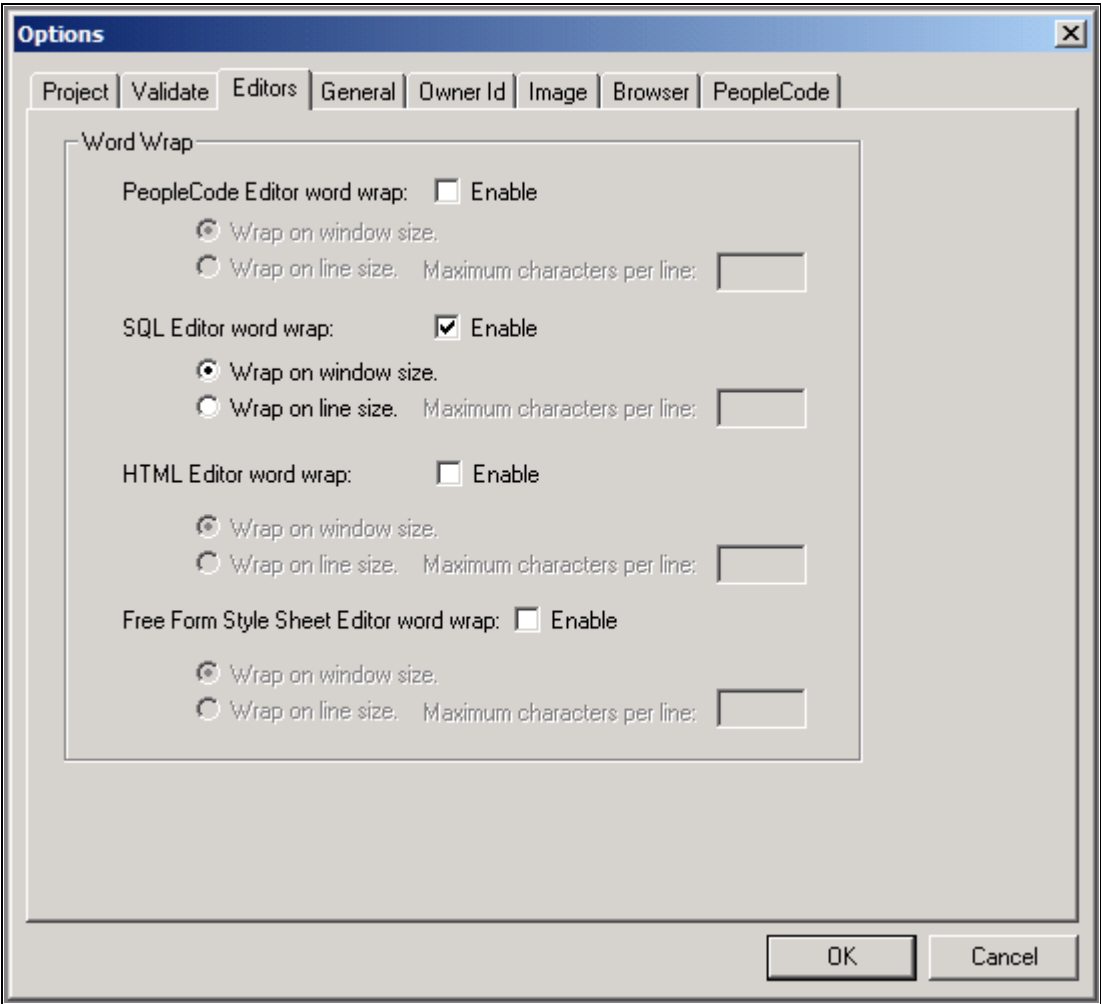 Options
Project Validate Editors General Owner Id Image Browser PeopleCode
Word Wrap
PeopleCode Editor word wrap: Enable
Wrap on window size.
Wrap on line size. Maximum characters per line:
SQL Editor word wrap: Enable
Wrap on window size.
Wrap on line size. Maximum characters per line:
HTML Editor word wrap: Enable
Wrap on window size.
Wrap on line size. Maximum characters per line:
Free Form Style Sheet Editor word wrap: Enable
Wrap on window size.
Wrap on line size. Maximum characters per line:
OK Cancel